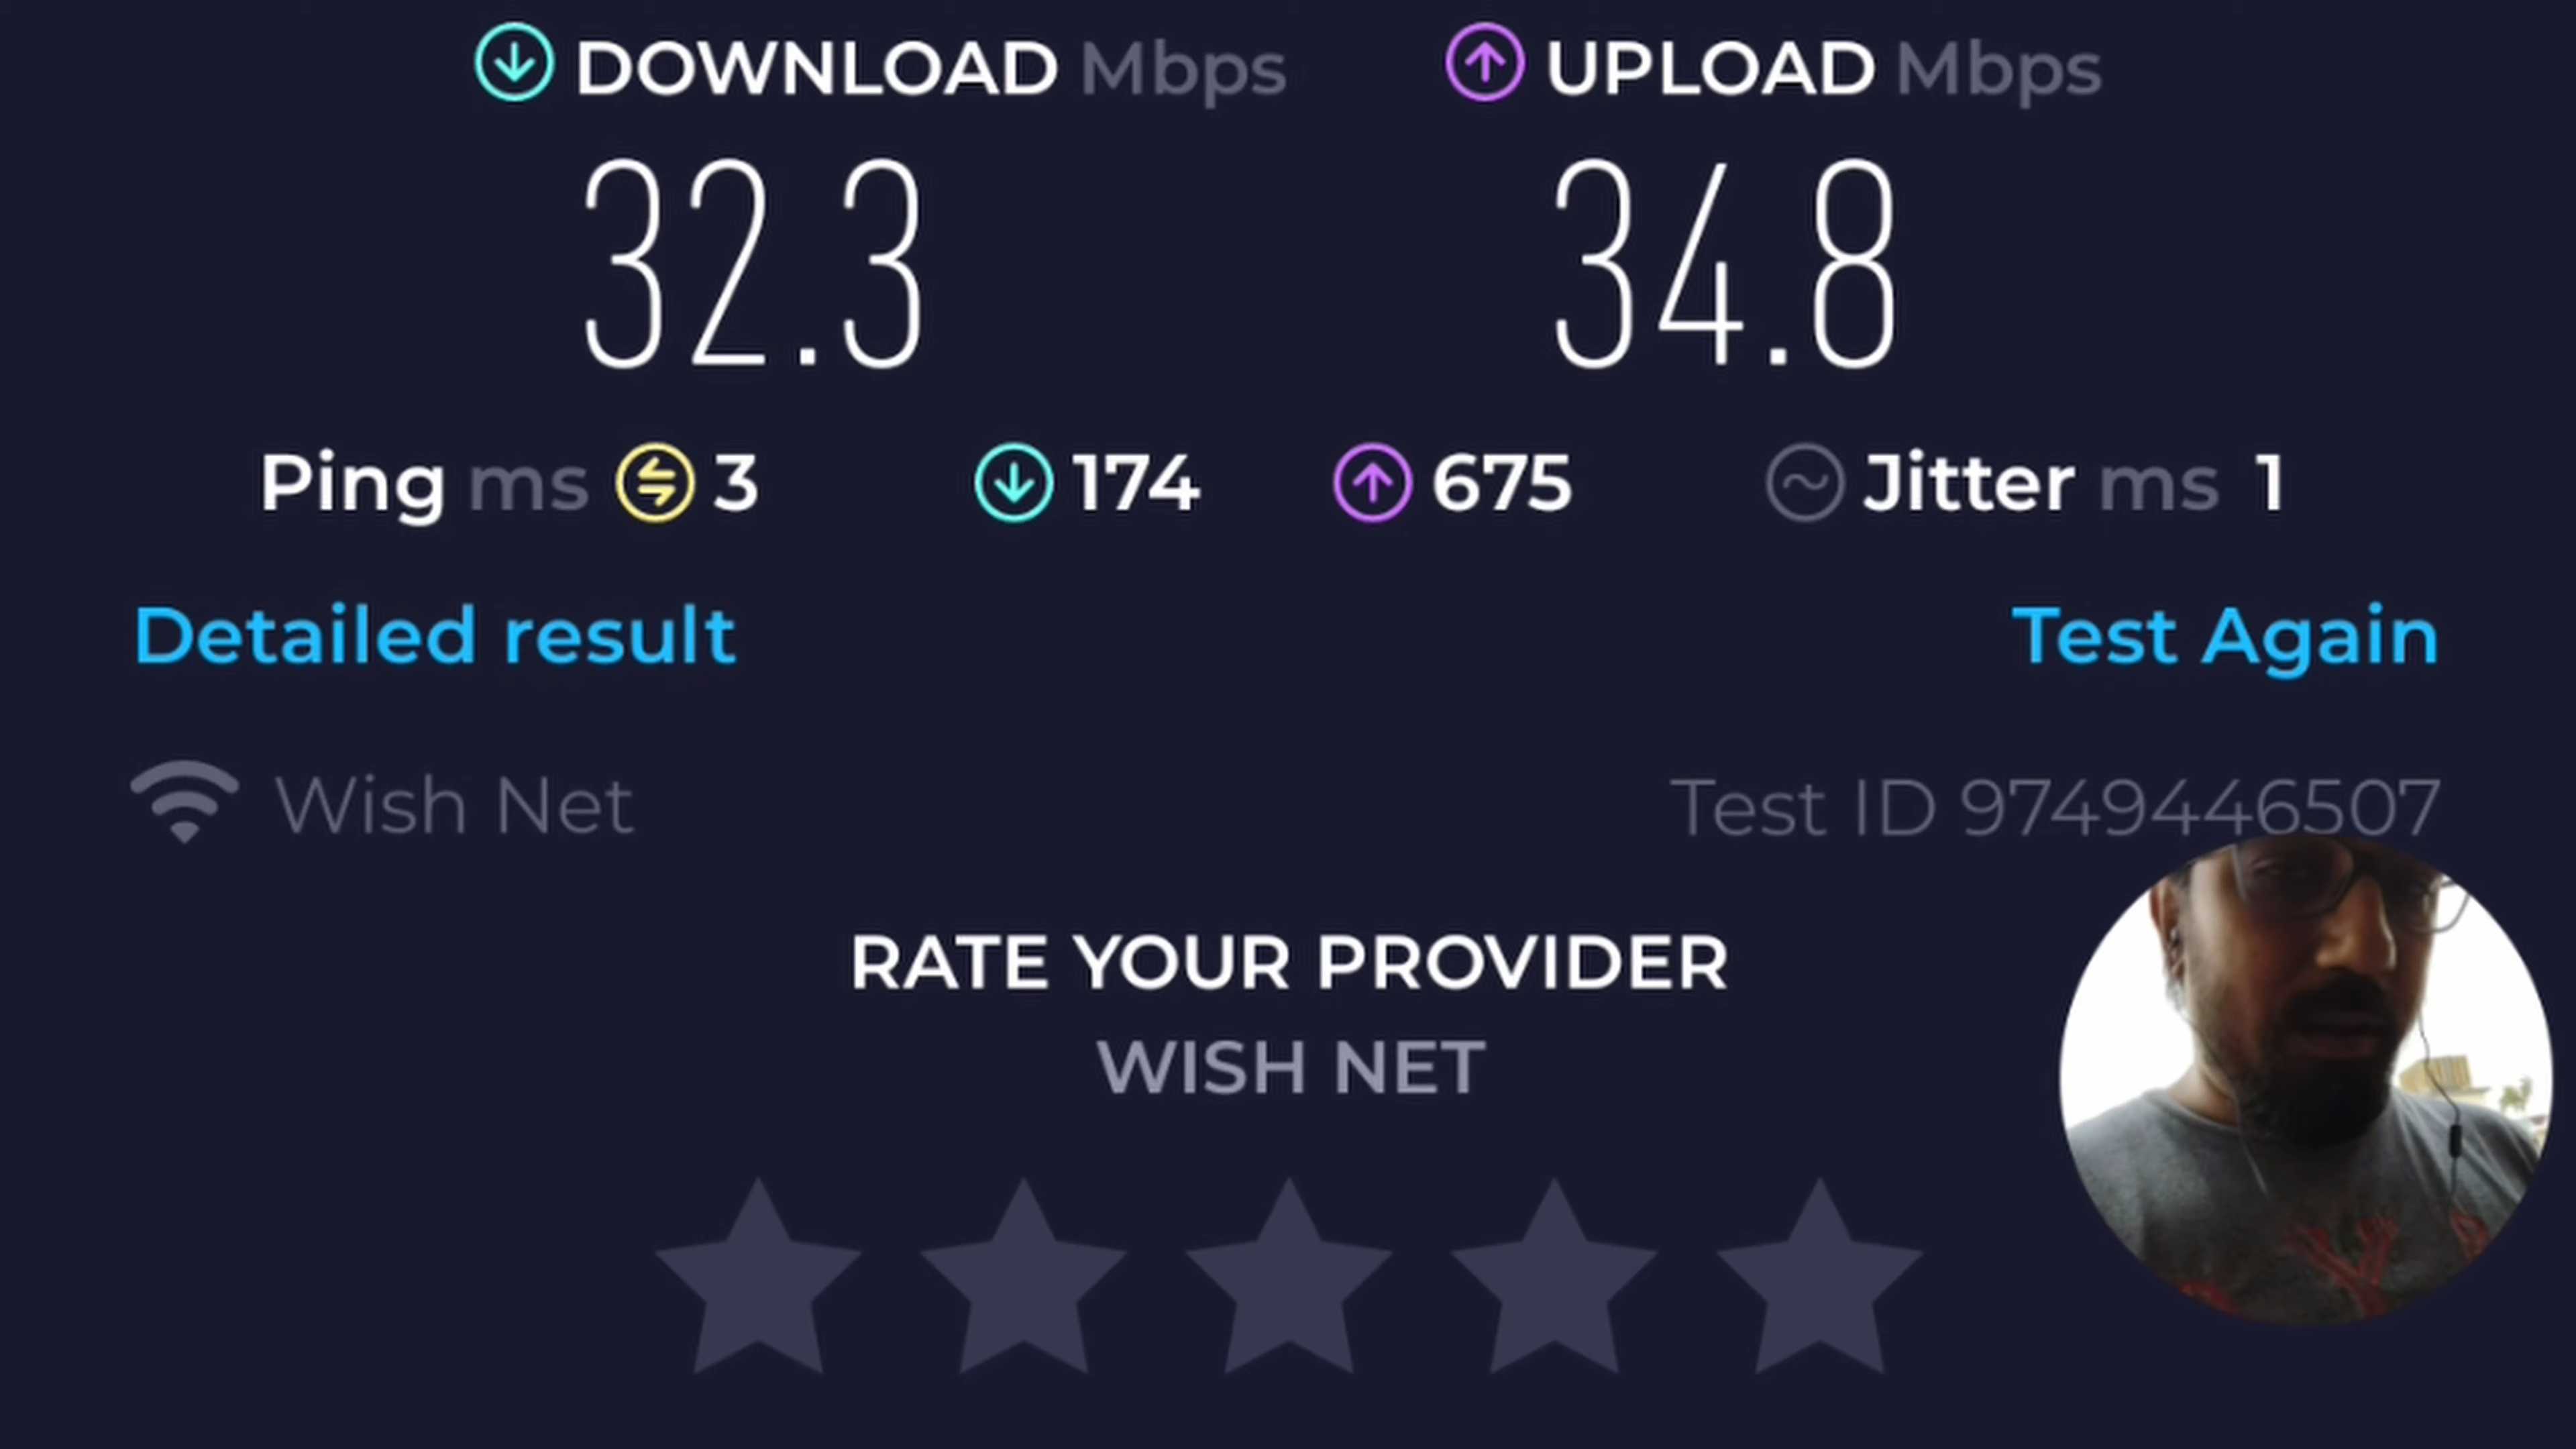 DOWNLOAD Mbps UPLOAD Mbps
32.3 34.8
Ping ms 3 174 675 Jitter ms 1
Detailed result Test Again
Wish Net Test ID 9749446507
RATE YOUR PROVIDER
WISH NET